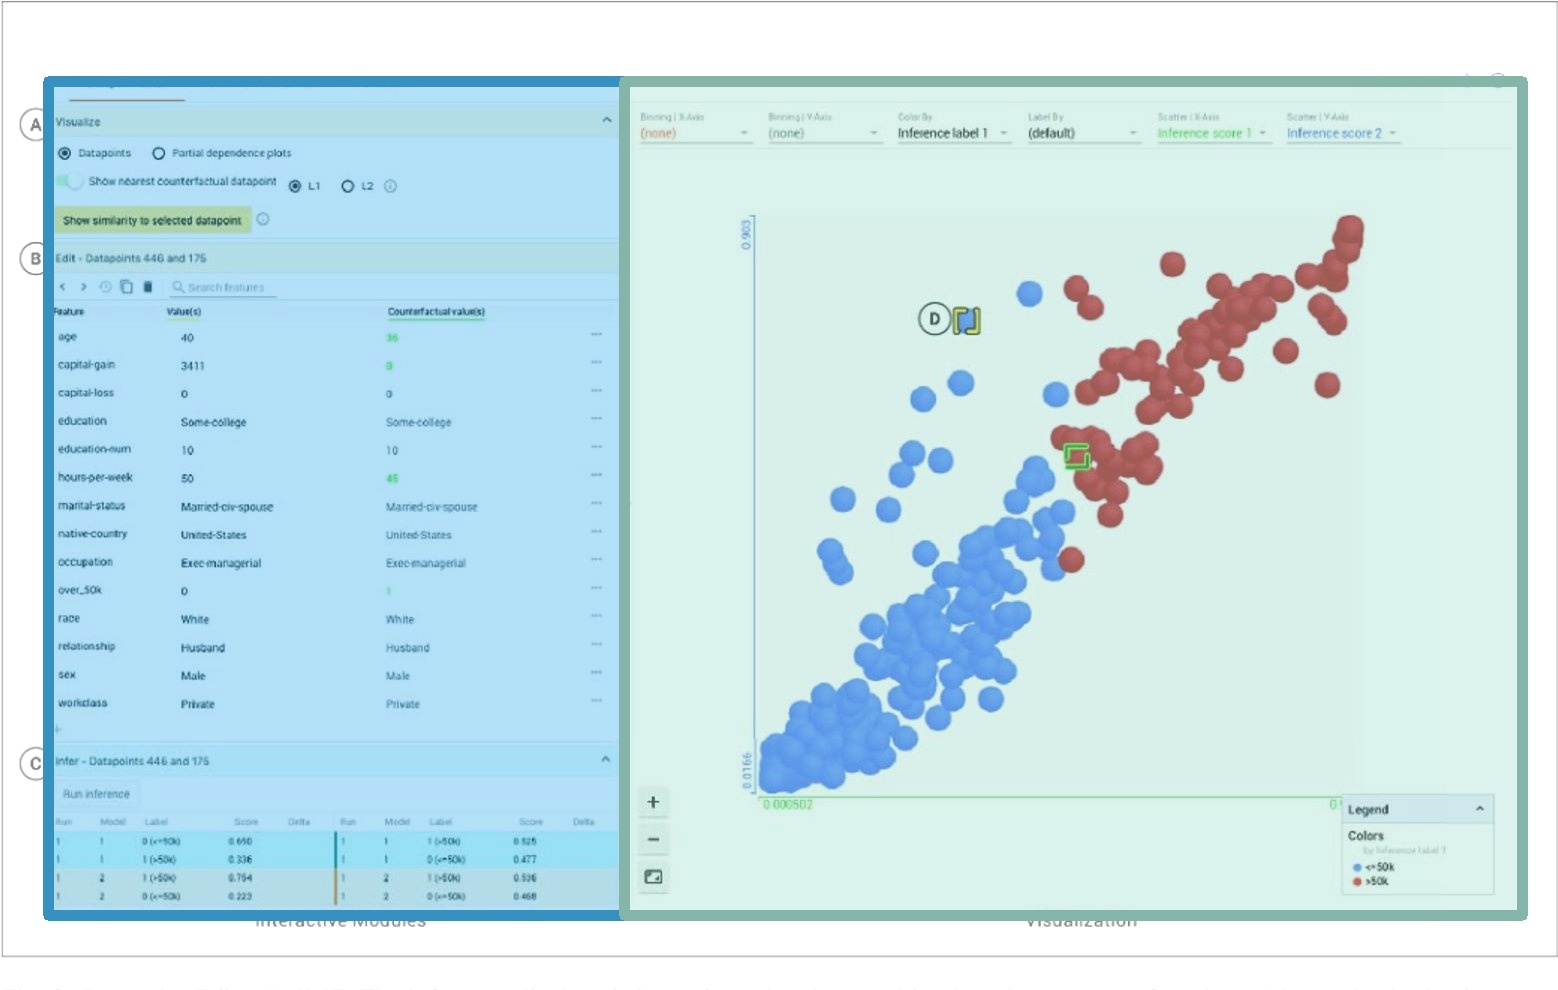 A
Visualize
Datapoints Partial dependence plots
Show nearest counterfactual datapoint L1 L2
Show similarity to selected datapoint
B
Edit - Datapoints 446 and 175
Search features
Feature Value(s) Counterfactual value(s)
age 40 36
capital-gain 3411 0
capital-loss 0 0
education Some-college Some-college
education-num 10 10
hours-per-week 50 45
marital-status Married-civ-spouse Married-civ-spouse
native-country United-States United-States
occupation Exec-managerial Exec-managerial
over_50k 0 1
race White White
relationship Husband Husband
sex Male Male
workclass Private Private
C
Infer - Datapoints 446 and 175
Run inference
Run Model Label Score Delta Run Model Label Score Delta
1 1 0 (<=50k) 0.650 1 1 1 (>50k) 0.525
1 1 1 (>50k) 0.336 1 1 0 (<=50k) 0.477
1 2 1 (>50k) 0.754 1 2 1 (>50k) 0.536
1 2 0 (<=50k) 0.223 1 2 0 (<=50k) 0.468
Interactive Modules
Binning | X-Axis Binning | Y-Axis Color By Label By Scatter | X-Axis Scatter | Y-Axis
(none) (none) Inference label 1 (default) Inference score 1 Inference score 2
0.903
D
0.0166
0.000502
Legend
Colors
by Inference label 1
<=50k
>50k
Visualization